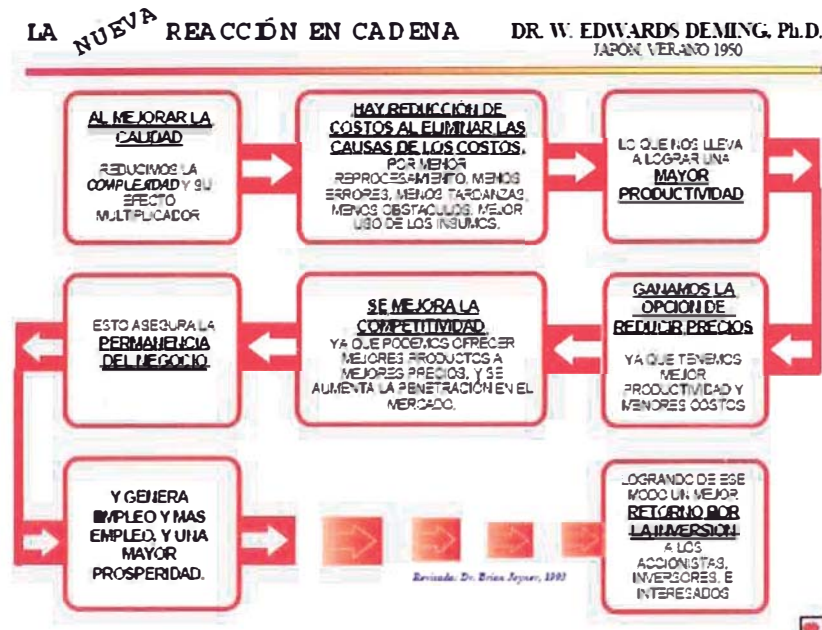 LA NUEVA REACCIÓN EN CADENA
DR. W. EDWARDS DEMING, Ph.D.
JAPON, VERANO 1950
AL MEJORAR LA
CALIDAD
REDUCIMOS LA
COMPLEJIDAD Y SU
EFECTO
MULTIPLICADOR
HAY REDUCCIÓN DE
COSTOS AL ELIMINAR LAS
CAUSAS DE LOS COSTOS,
POR MENOR
REPROCESAMIENTO, MENOS
ERRORES, MENOS TARDANZAS,
MENOS OBSTACULOS, MEJOR
USO DE LOS INSUMOS.
LO QUE NOS LLEVA
A LOGRAR UNA
MAYOR
PRODUCTIVIDAD
GANAMOS LA
OPCION DE
REDUCIR PRECIOS
YA QUE TENEMOS
MEJOR
PRODUCTIVIDAD Y
MENORES COSTOS
SE MEJORA LA
COMPETITIVIDAD
YA QUE PODEMOS OFRECER
MEJORES PRODUCTOS A
MEJORES PRECIOS, Y SE
AUMENTA LA PENETRACIÓN EN EL
MERCADO.
ESTO ASEGURA LA
PERMANENCIA
DEL NEGOCIO
Y GENERA
EMPLEO Y MAS
EMPLEO, Y UNA
MAYOR
PROSPERIDAD.
LOGRANDO DE ESE
MODO UN MEJOR
RETORNO POR
LA INVERSION
A LOS
ACCIONISTAS,
INVERSORES, E
INTERESADOS
Revisada: Dr. Brian Joyner, 1993